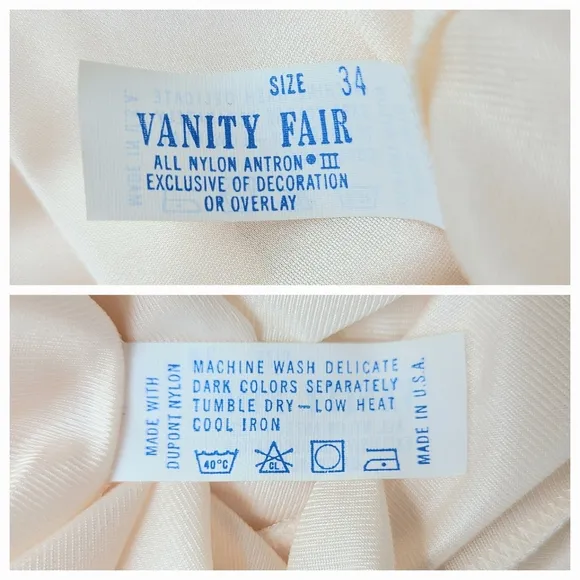 SIZE 34
VANITY FAIR
ALL NYLON ANTRON® III
EXCLUSIVE OF DECORATION
OR OVERLAY
MADE WITH
DUPONT NYLON
MACHINE WASH DELICATE
DARK COLORS SEPARATELY
TUMBLE DRY–LOW HEAT
COOL IRON
40°C
CL
MADE IN U.S.A.